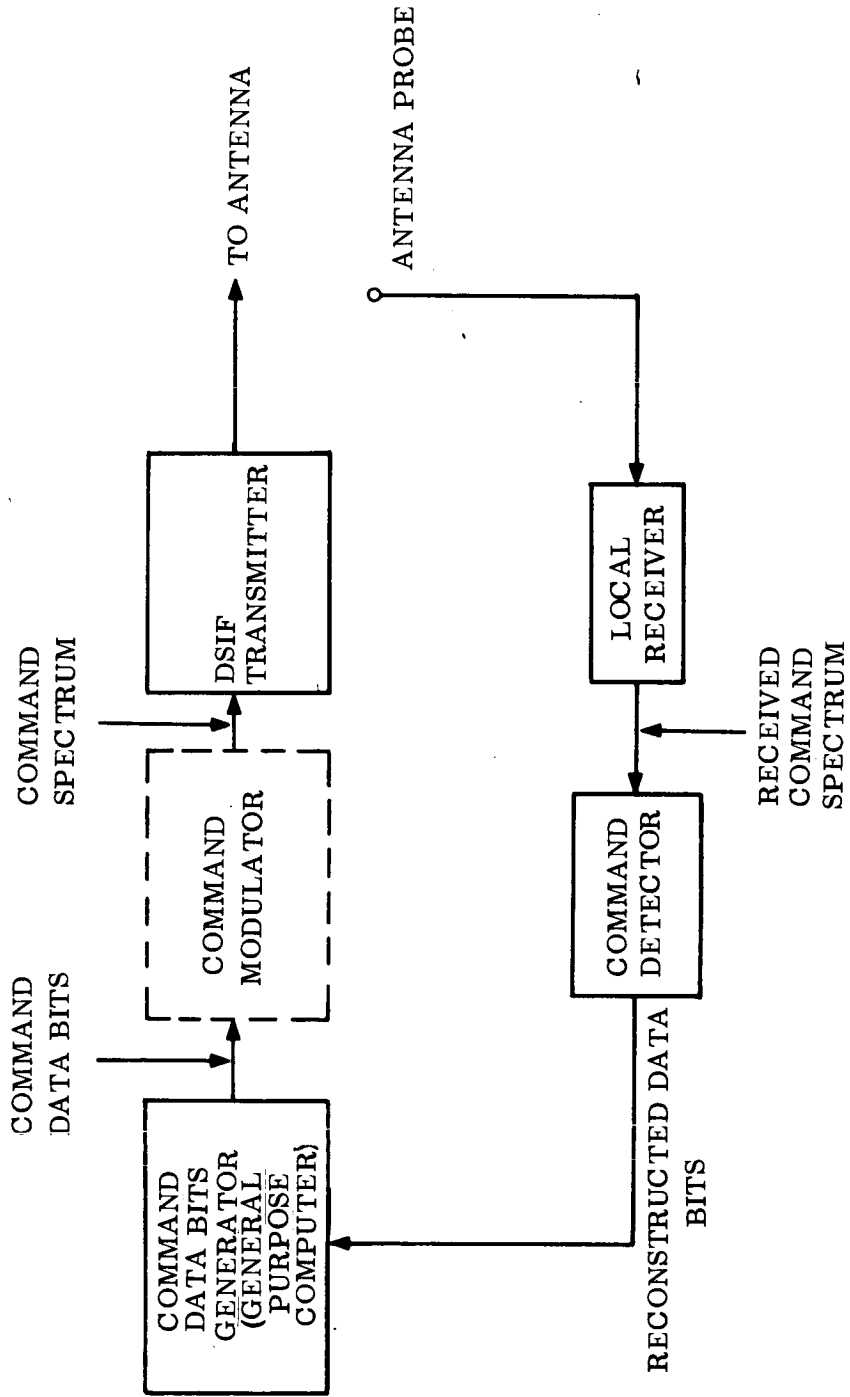 COMMAND
DATA BITS
COMMAND
SPECTRUM
COMMAND
DATA BITS
GENERATOR
(GENERAL
PURPOSE
COMPUTER)
COMMAND
MODULATOR
DSIF
TRANSMITTER
TO ANTENNA
ANTENNA PROBE
LOCAL
RECEIVER
RECEIVED
COMMAND
SPECTRUM
COMMAND
DETECTOR
RECONSTRUCTED DATA
BITS